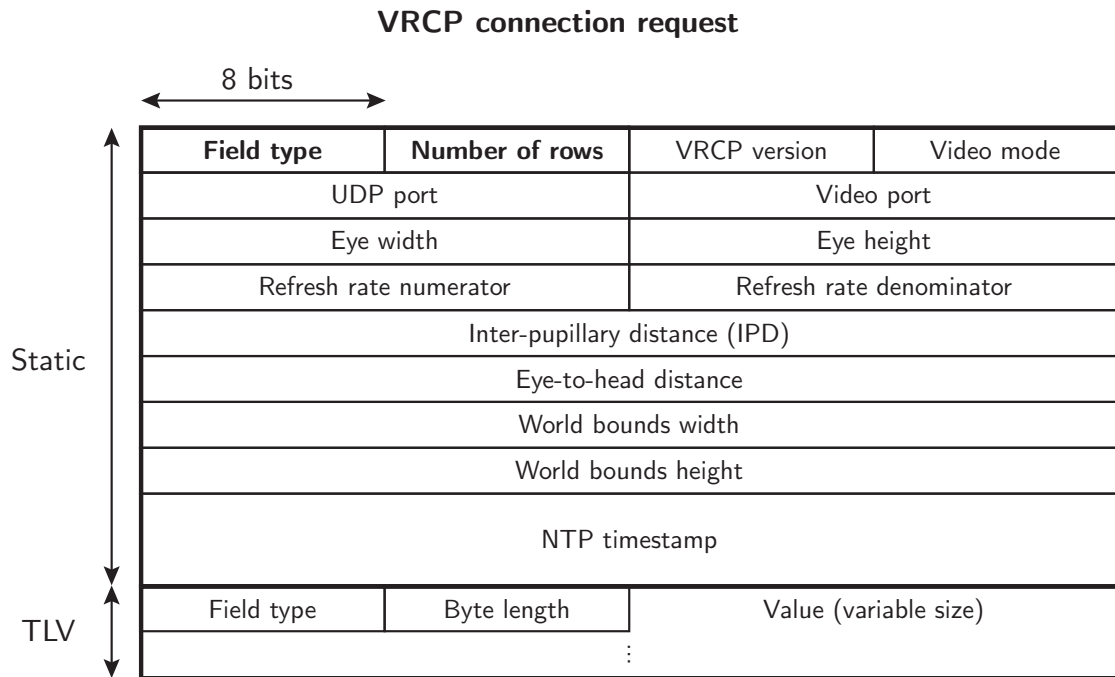 VRCP connection request
8 bits
Field type Number of rows VRCP version Video mode
UDP port Video port
Eye width Eye height
Refresh rate numerator Refresh rate denominator
Inter-pupillary distance (IPD)
Static
Eye-to-head distance
World bounds width
World bounds height
NTP timestamp
Field type Byte length Value (variable size)
TLV
⋮